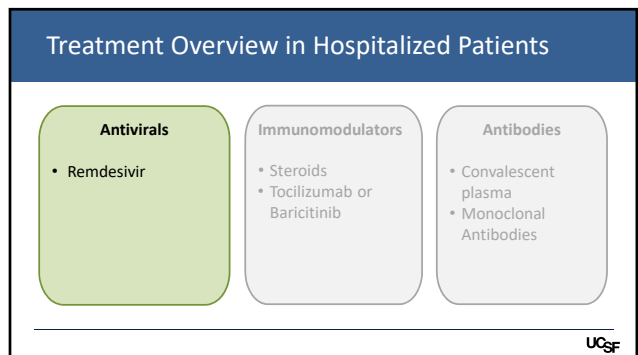 Treatment Overview in Hospitalized Patients
Antivirals
• Remdesivir
Immunomodulators
• Steroids
• Tocilizumab or
Baricitinib
Antibodies
• Convalescent
plasma
• Monoclonal
Antibodies
UCSF